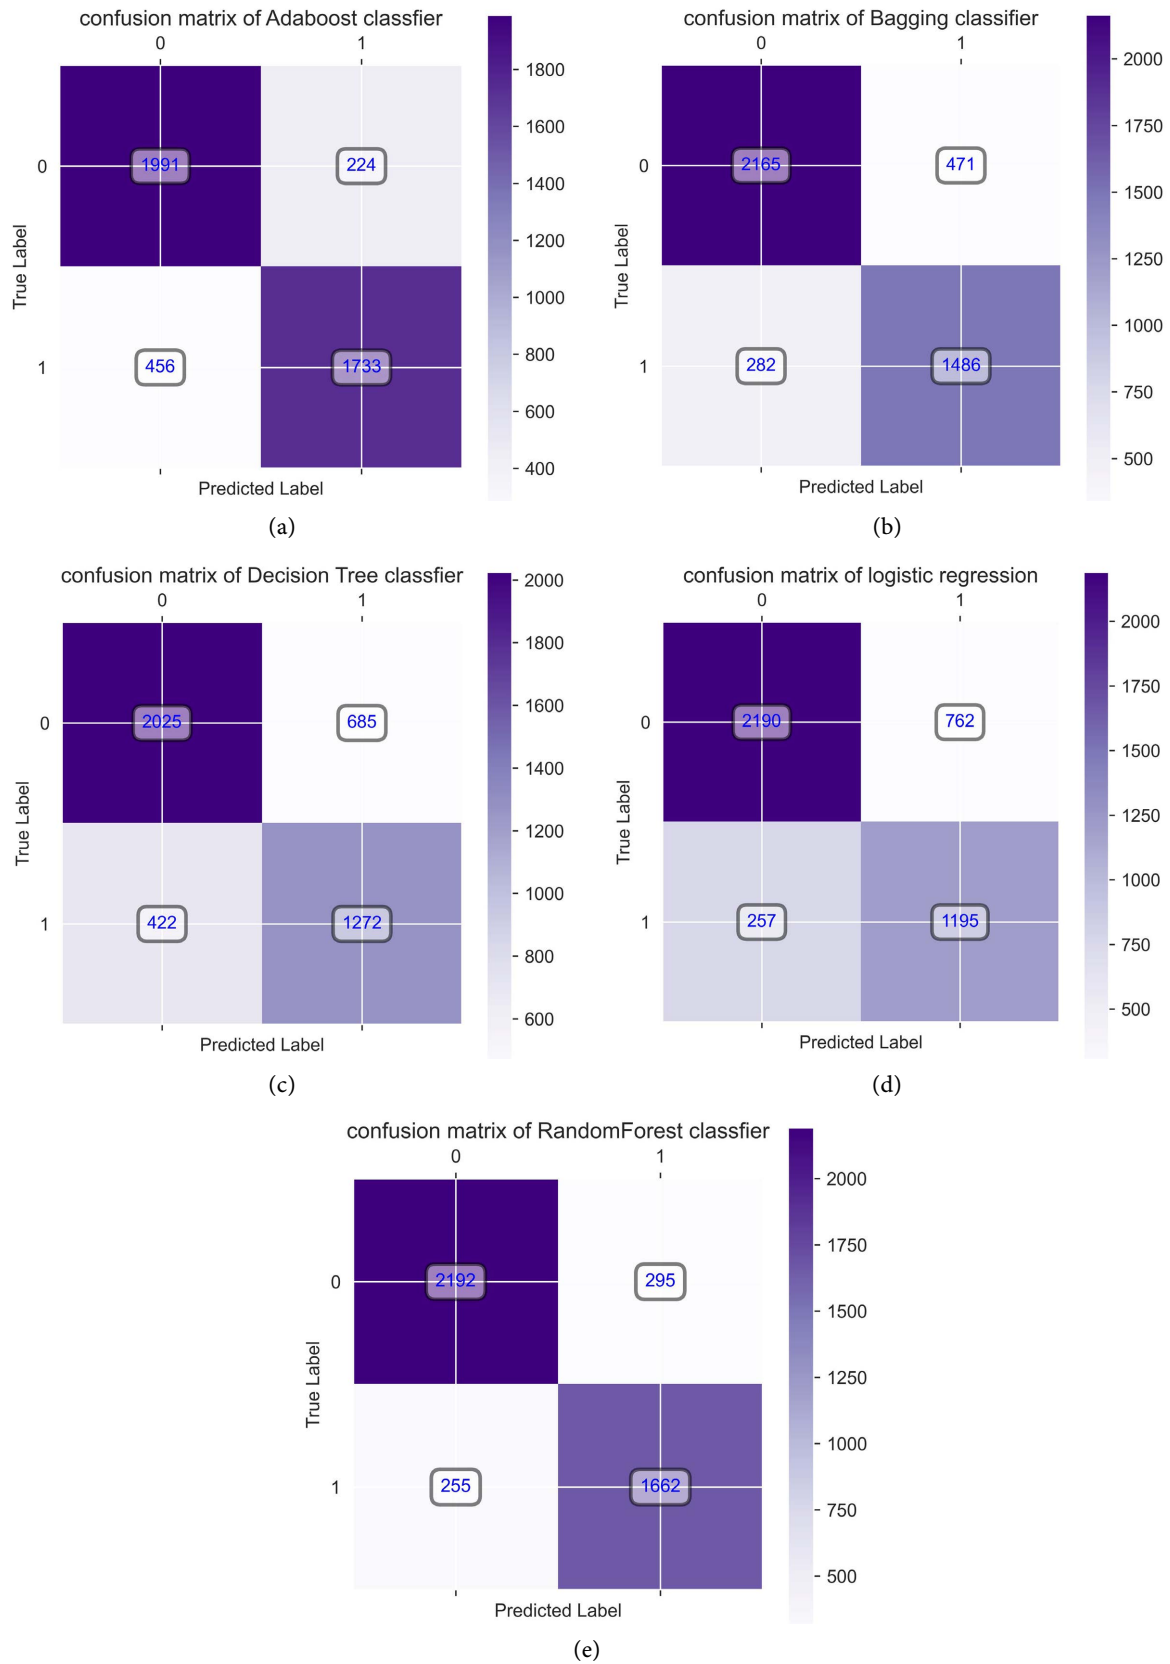 confusion matrix of Adaboost classfier
0 1
0 1991 224
1 456 1733
True Label
Predicted Label
1800
1600
1400
1200
1000
800
600
400
(a)
confusion matrix of Bagging classifier
0 1
0 2165 471
1 282 1486
True Label
Predicted Label
2000
1750
1500
1250
1000
750
500
(b)
confusion matrix of Decision Tree classfier
0 1
0 2025 685
1 422 1272
True Label
Predicted Label
2000
1800
1600
1400
1200
1000
800
600
(c)
confusion matrix of logistic regression
0 1
0 2190 762
1 257 1195
True Label
Predicted Label
2000
1750
1500
1250
1000
750
500
(d)
confusion matrix of RandomForest classfier
0 1
0 2192 295
1 255 1662
True Label
Predicted Label
2000
1750
1500
1250
1000
750
500
(e)